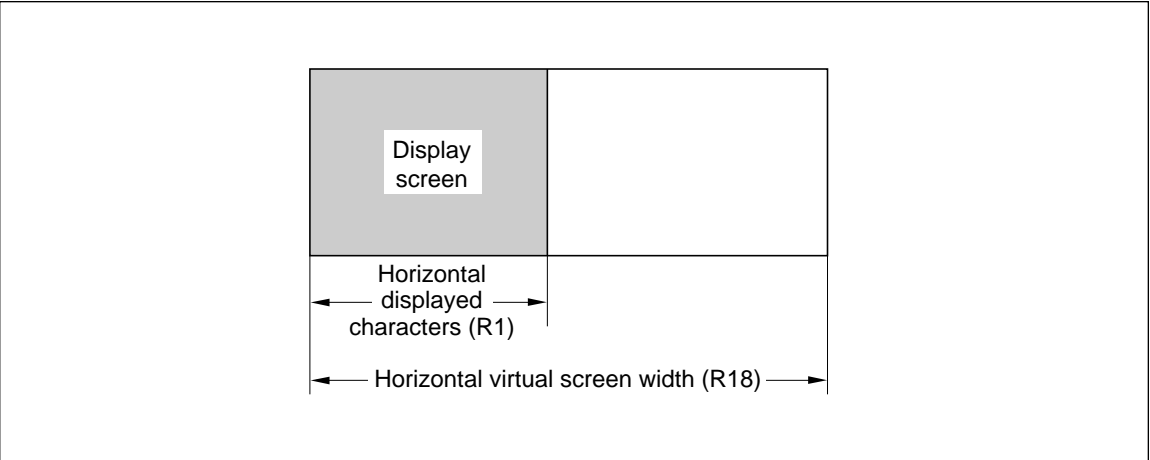 Display
screen
Horizontal
displayed
characters (R1)
Horizontal virtual screen width (R18)